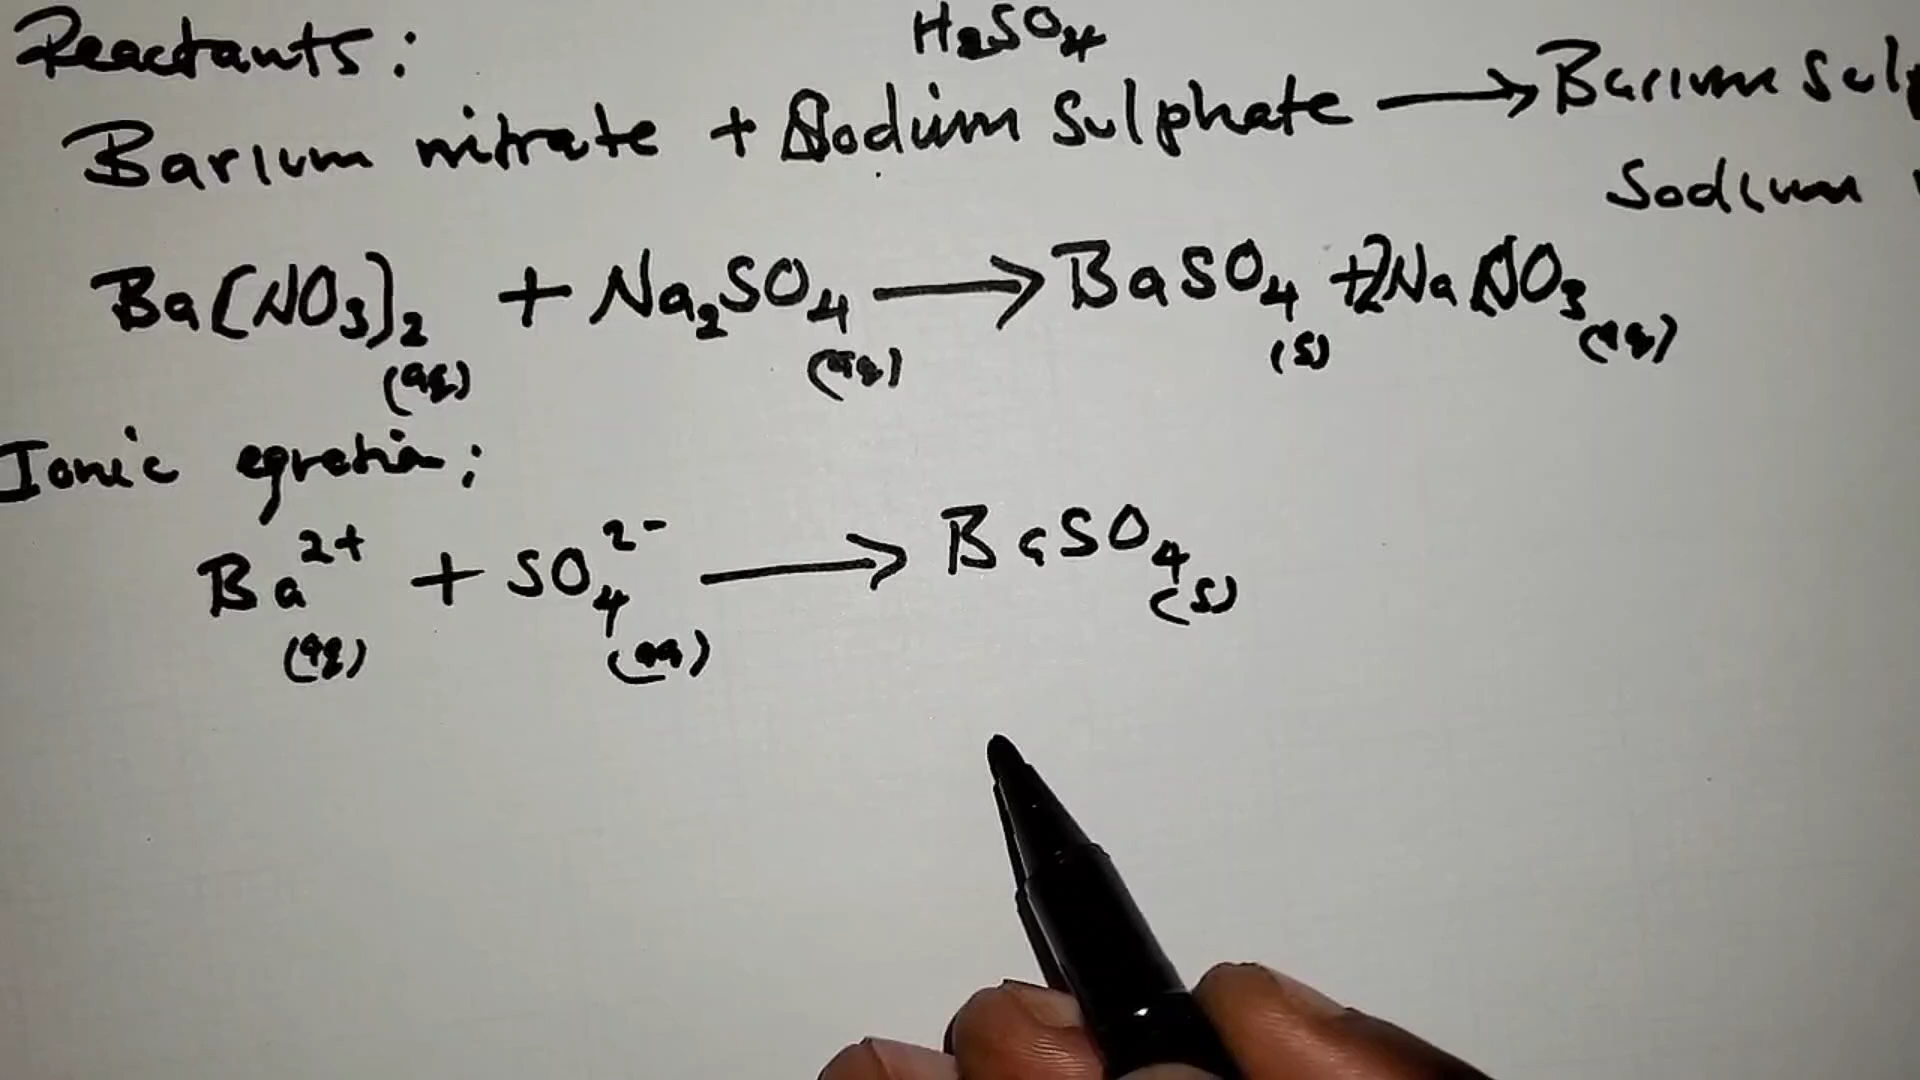 Reactants:
H2SO4
Barium nitrate + Sodium Sulphate → Barium Sulp
Sodium
Ba(NO3)2(aq) + Na2SO4(aq) → BaSO4(s) + 2NaNO3(aq)
Ionic equation:
Ba2+(aq) + SO42-(aq) → BaSO4(s)